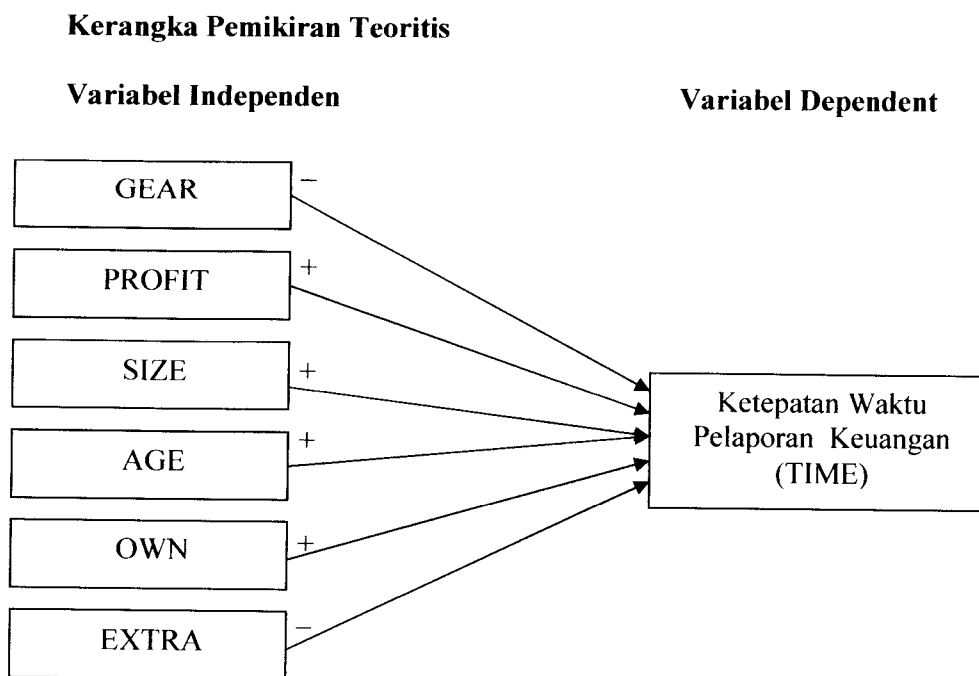 Kerangka Pemikiran Teoritis
Variabel Independen
Variabel Dependent
GEAR
−
PROFIT
+
SIZE
+
AGE
+
OWN
+
EXTRA
−
Ketepatan Waktu
Pelaporan Keuangan
(TIME)